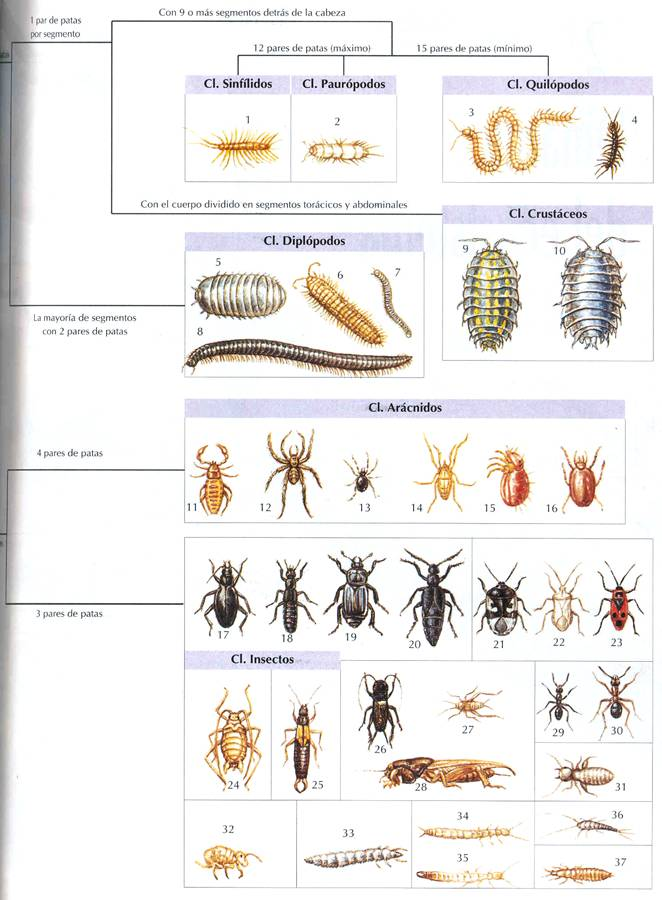 Con 9 o más segmentos detrás de la cabeza
1 par de patas
por segmento
12 pares de patas (máximo)
15 pares de patas (mínimo)
Cl. Sinfílidos
Cl. Paurópodos
Cl. Quilópodos
1
2
3
4
Con el cuerpo dividido en segmentos torácicos y abdominales
Cl. Crustáceos
Cl. Diplópodos
9
10
5
6
7
La mayoría de segmentos
con 2 pares de patas
8
Cl. Arácnidos
4 pares de patas
11
12
13
14
15
16
3 pares de patas
17
18
19
20
21
22
23
Cl. Insectos
24
25
26
27
28
29
30
31
32
33
34
35
36
37